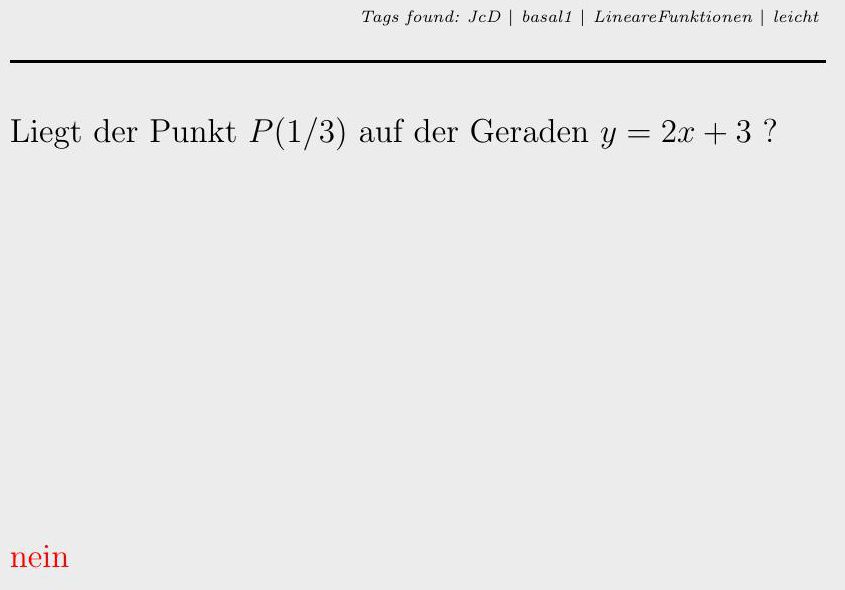 Tags found: JcD | basal1 | LineareFunktionen | leicht
Liegt der Punkt P(1/3) auf der Geraden y = 2x + 3 ?
nein